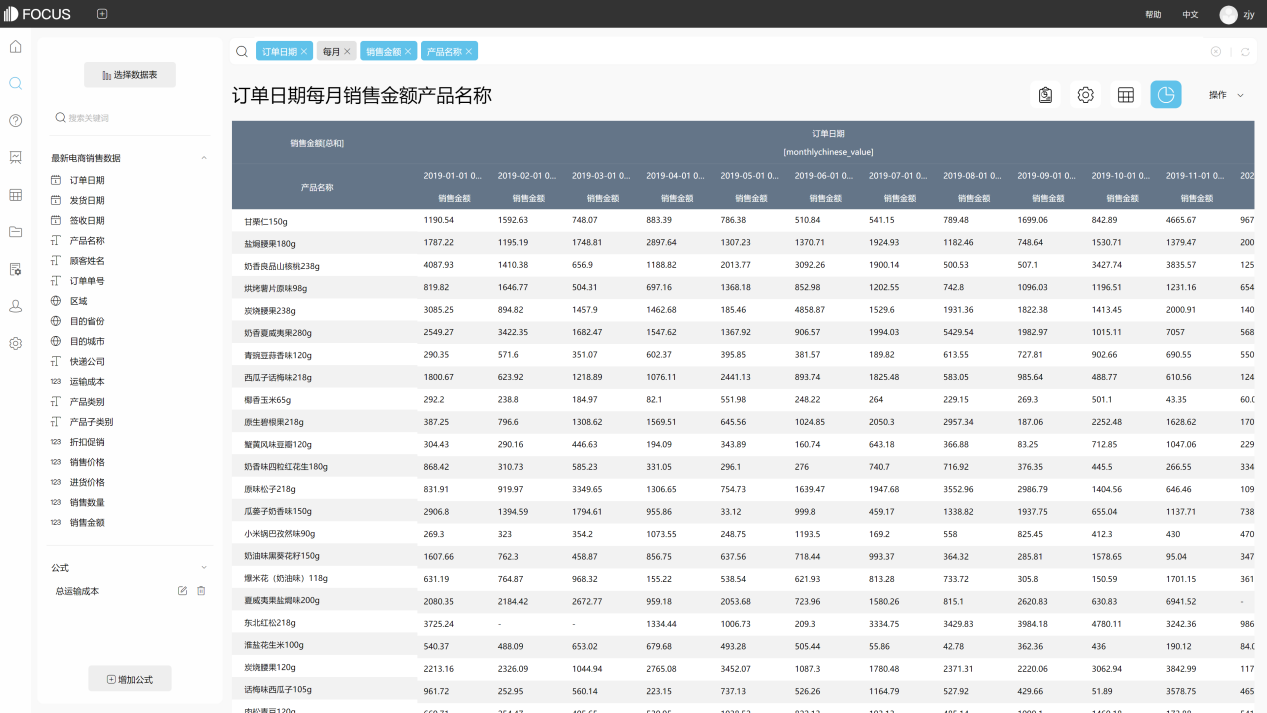 FOCUS
帮助 中文 zjy
选择数据表
搜索关键词
最新电商销售数据
订单日期
发货日期
签收日期
产品名称
顾客姓名
订单单号
区域
目的省份
目的城市
快递公司
123 运输成本
产品类别
产品子类别
123 折扣促销
123 销售价格
123 进货价格
123 销售数量
123 销售金额
公式
总运输成本
增加公式
订单日期 × 每月 × 销售金额 × 产品名称 ×
订单日期每月销售金额产品名称
操作
销售金额[总和] 订单日期
[monthlychinese_value]
产品名称 2019-01-01 0... 2019-02-01 0... 2019-03-01 0... 2019-04-01 0... 2019-05-01 0... 2019-06-01 0... 2019-07-01 0... 2019-08-01 0... 2019-09-01 0... 2019-10-01 0... 2019-11-01 0... 202
销售金额 销售金额 销售金额 销售金额 销售金额 销售金额 销售金额 销售金额 销售金额 销售金额 销售金额
甘栗仁150g 1190.54 1592.63 748.07 883.39 786.38 510.84 541.15 789.48 1699.06 842.89 4665.67 967
盐焗腰果180g 1787.22 1195.19 1748.81 2897.64 1307.23 1370.71 1924.93 1182.46 748.64 1530.71 1379.47 200
奶香良品山核桃238g 4087.93 1410.38 656.9 1188.82 2013.77 3092.26 1900.14 500.53 507.1 3427.74 3835.57 125
烘烤薯片原味98g 819.82 1646.77 504.31 697.16 1368.18 852.98 1202.55 742.8 1096.03 1196.51 1231.16 654
炭烧腰果238g 3085.25 894.82 1457.9 1462.68 185.46 4858.87 1529.6 1931.36 1822.38 1413.45 2000.91 140
奶香夏威夷果280g 2549.27 3422.35 1682.47 1547.62 1367.92 906.57 1994.03 5429.54 1982.97 1015.11 7057 568
青豌豆蒜香味120g 290.35 571.6 351.07 602.37 395.85 381.57 189.82 613.55 727.81 902.66 690.55 550
西瓜子话梅味218g 1800.67 623.92 1218.89 1076.11 2441.13 893.74 1825.48 583.05 985.64 488.77 610.56 124
椰香玉米65g 292.2 238.8 184.97 82.1 551.98 248.22 264 229.15 269.3 501.1 43.35 60.0
原生碧根果218g 387.25 796.6 1308.62 1569.51 645.56 1024.85 2050.3 2957.34 187.06 2252.48 1628.62 170
蟹黄风味豆瓣120g 304.43 290.16 446.63 194.09 343.89 160.74 643.18 366.88 83.25 712.85 1047.06 229
奶香味四粒红花生180g 868.42 310.73 585.23 331.05 296.1 276 740.7 716.92 376.35 445.5 266.55 334
原味松子218g 831.91 919.97 3349.65 1306.65 754.73 1639.47 1947.68 3552.96 2986.79 1404.56 646.46 109
瓜蒌子奶香味150g 2906.8 1394.59 1794.61 955.86 33.12 999.8 459.17 1338.82 1937.75 655.04 1137.71 738
小米锅巴孜然味90g 269.3 323 354.2 1073.55 248.75 1193.5 169.2 558 825.45 412.3 430 470
奶油味黑葵花籽150g 1607.66 762.3 458.87 856.75 637.56 718.44 993.37 364.32 285.81 1578.65 95.04 347
爆米花（奶油味）118g 631.19 764.87 968.32 155.22 538.54 621.93 813.28 733.72 305.8 150.59 1701.15 361
夏威夷果盐焗味200g 2080.35 2184.42 2672.77 959.18 2053.68 723.96 1580.26 815.1 2620.83 630.83 6941.52 -
东北红松218g 3725.24 - - 1334.44 1006.73 209.3 3334.75 3429.83 3984.18 4780.11 3242.36 986
淮盐花生米100g 540.37 488.09 653.02 679.68 493.28 505.44 55.86 42.78 362.36 436 190.12 84.0
炭烧腰果120g 2213.16 2326.09 1044.94 2765.08 3452.07 1087.3 1780.48 2371.31 2220.06 3062.94 3842.99 117
话梅味西瓜子105g 961.72 252.95 560.14 223.15 737.13 526.26 1164.79 527.92 429.66 51.89 3578.75 465